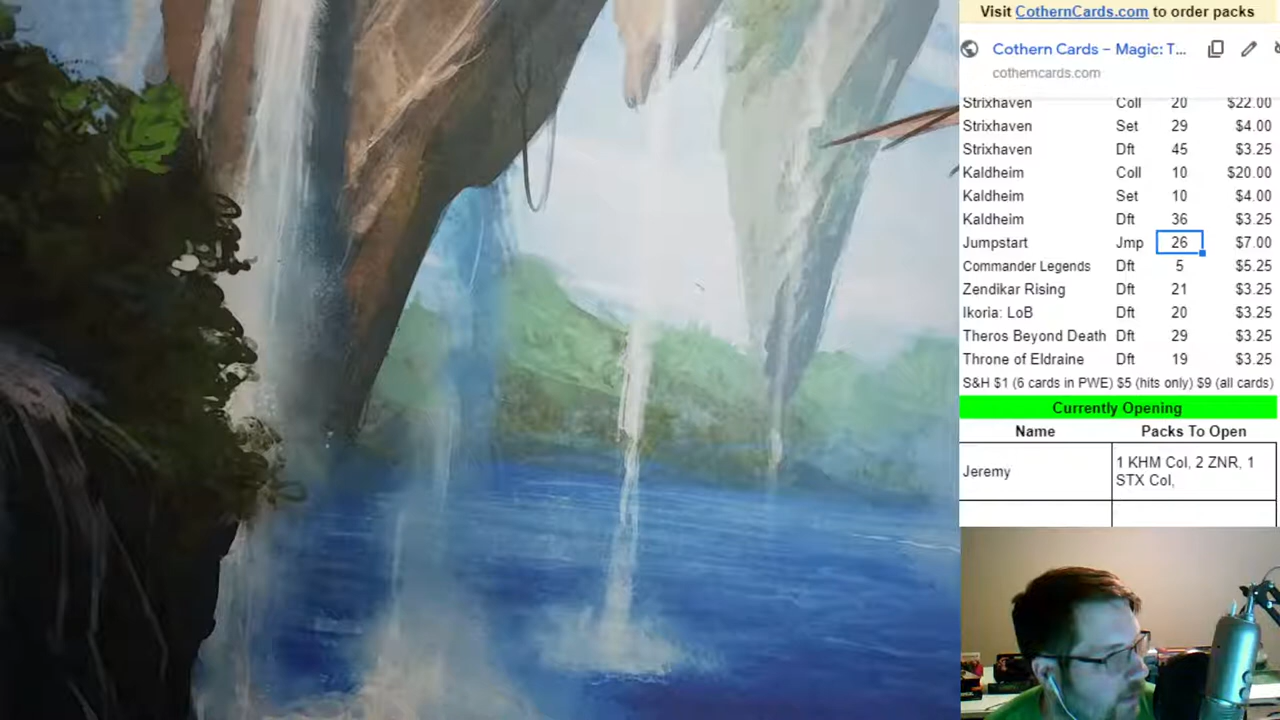 Visit CothernCards.com to order packs
Cothern Cards – Magic: T...
cotherncards.com
Strixhaven Coll 20 $22.00
Strixhaven Set 29 $4.00
Strixhaven Dft 45 $3.25
Kaldheim Coll 10 $20.00
Kaldheim Set 10 $4.00
Kaldheim Dft 36 $3.25
Jumpstart Jmp 26 $7.00
Commander Legends Dft 5 $5.25
Zendikar Rising Dft 21 $3.25
Ikoria: LoB Dft 20 $3.25
Theros Beyond Death Dft 29 $3.25
Throne of Eldraine Dft 19 $3.25
S&H $1 (6 cards in PWE) $5 (hits only) $9 (all cards)
Currently Opening
Name Packs To Open
Jeremy 1 KHM Col, 2 ZNR, 1
STX Col,